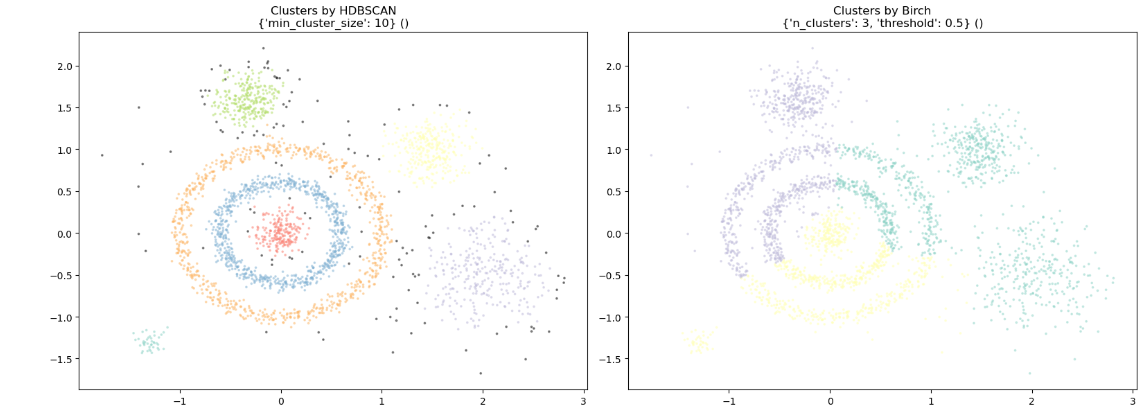 Clusters by HDBSCAN
{'min_cluster_size': 10} ()
2.0
1.5
1.0
0.5
0.0
−0.5
−1.0
−1.5
−1 0 1 2 3
Clusters by Birch
{'n_clusters': 3, 'threshold': 0.5} ()
2.0
1.5
1.0
0.5
0.0
−0.5
−1.0
−1.5
−1 0 1 2 3